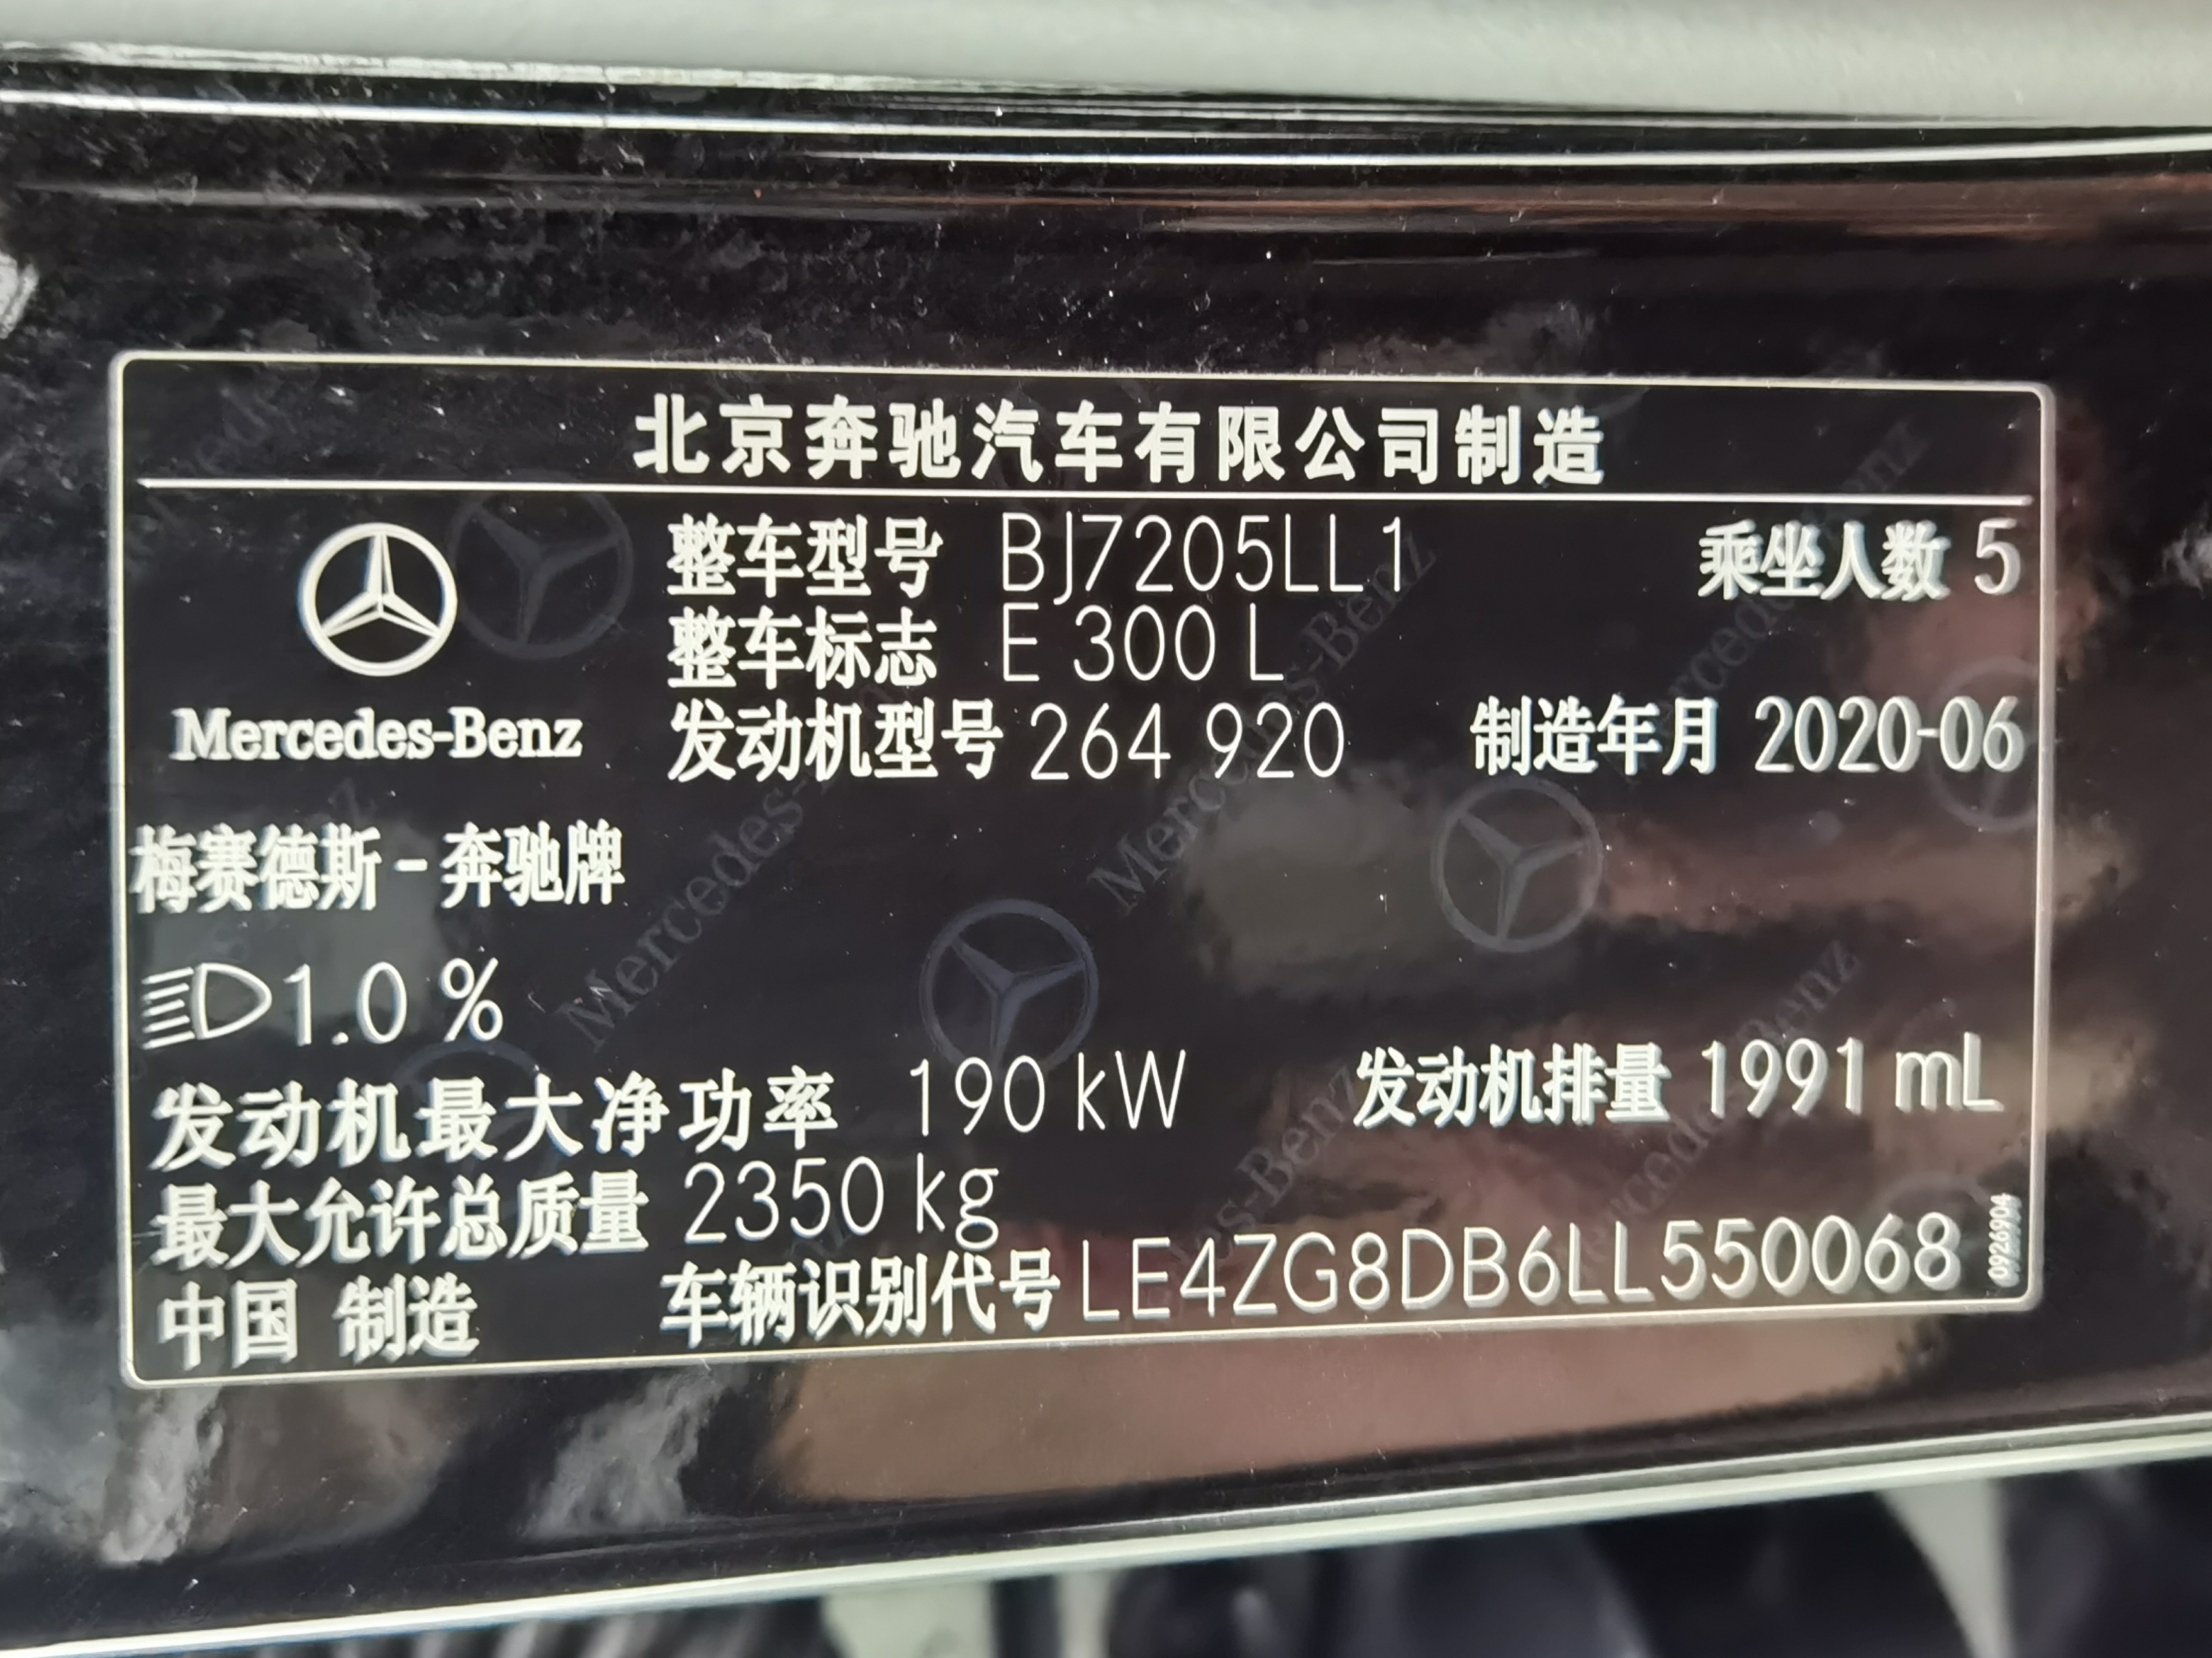 北京奔驰汽车有限公司制造
整车型号 BJ7205LL1 乘坐人数 5
整车标志 E 300 L
Mercedes-Benz 发动机型号 264 920 制造年月 2020-06
梅赛德斯-奔驰牌
1.0 %
发动机最大净功率 190 kW 发动机排量 1991 mL
最大允许总质量 2350 kg
中国 制造 车辆识别代号 LE4ZG8DB6LL550068
0926904